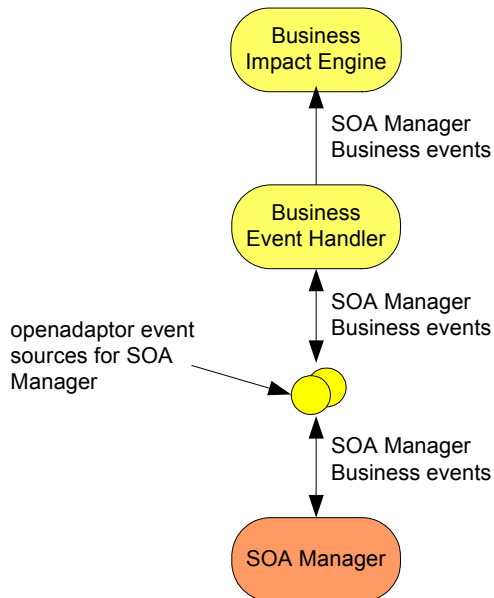 Business
Impact Engine
SOA Manager
Business events
Business
Event Handler
SOA Manager
Business events
openadaptor event
sources for SOA
Manager
SOA Manager
Business events
SOA Manager